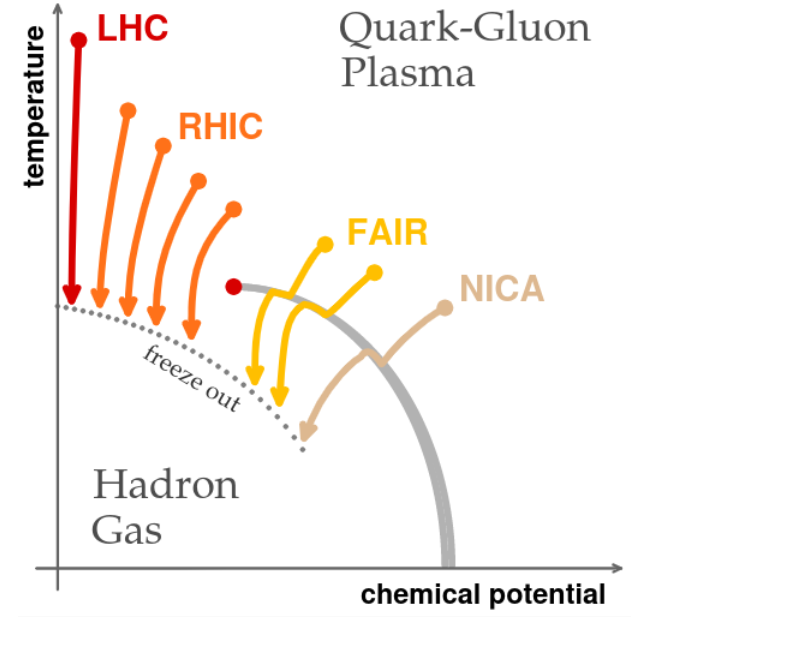 LHC
Quark-Gluon
Plasma
temperature
RHIC
FAIR
NICA
freeze out
Hadron
Gas
chemical potential